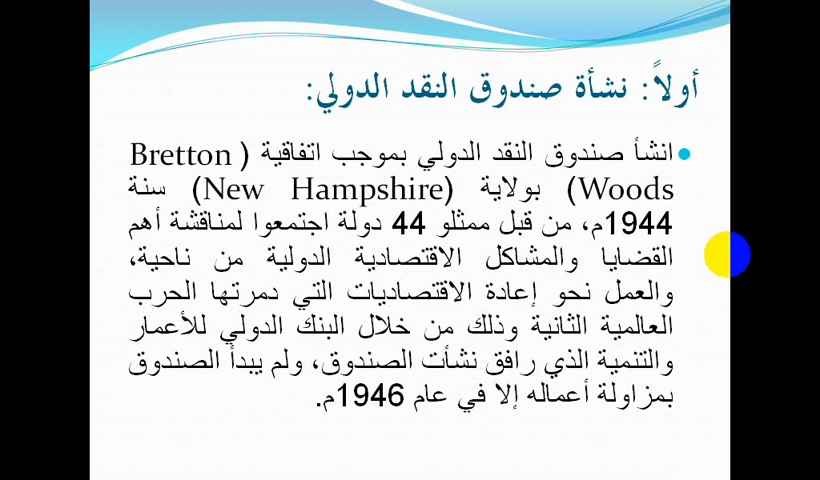 أولاً: نشأة صندوق النقد الدولي:
انشأ صندوق النقد الدولي بموجب اتفاقية (Bretton
Woods) بولاية (New Hampshire) سنة
1944م، من قبل ممثلو 44 دولة اجتمعوا لمناقشة أهم
القضايا والمشاكل الاقتصادية الدولية من ناحية،
والعمل نحو إعادة الاقتصاديات التي دمرتها الحرب
العالمية الثانية وذلك من خلال البنك الدولي للأعمار
والتنمية الذي رافق نشأت الصندوق، ولم يبدأ الصندوق
بمزاولة أعماله إلا في عام 1946م.